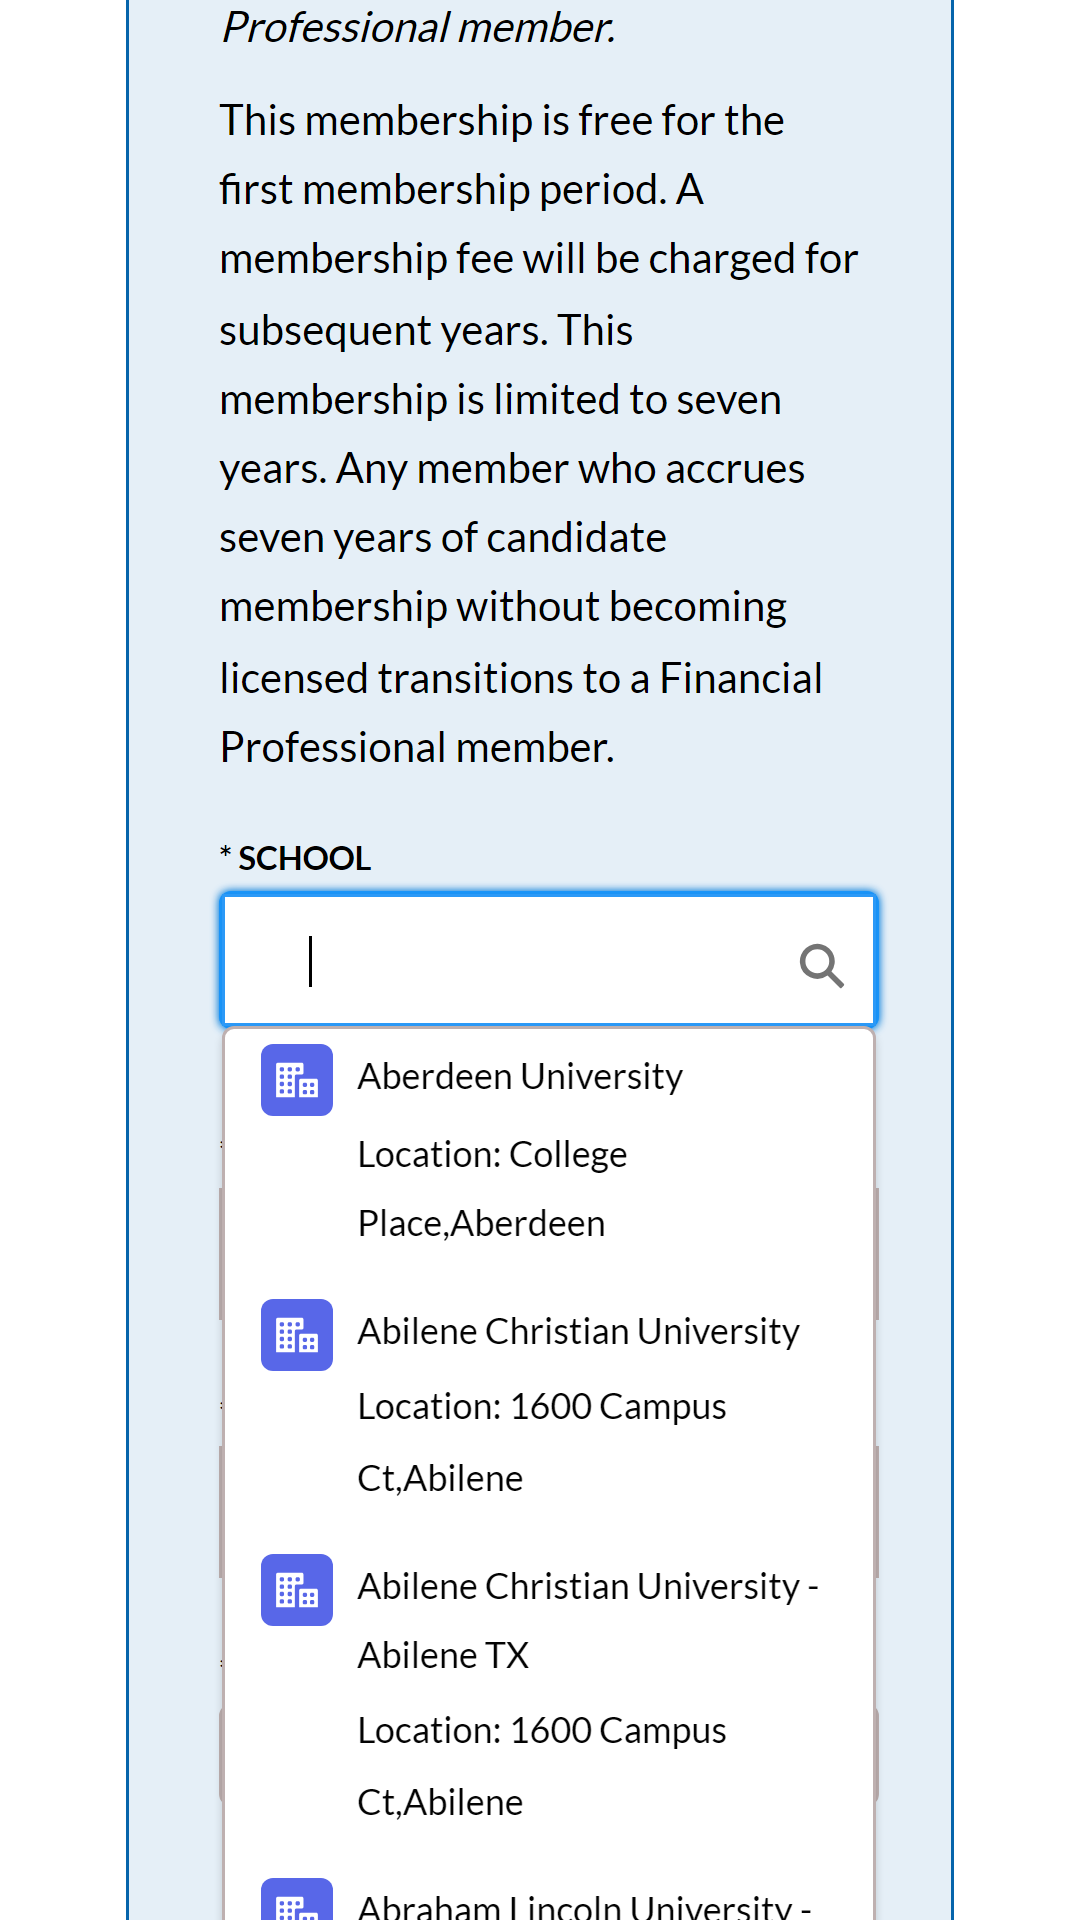 Professional member.
This membership is free for the
first membership period. A
membership fee will be charged for
subsequent years. This
membership is limited to seven
years. Any member who accrues
seven years of candidate
membership without becoming
licensed transitions to a Financial
Professional member.
* SCHOOL
Aberdeen University
Location: College
Place,Aberdeen
Abilene Christian University
Location: 1600 Campus
Ct,Abilene
Abilene Christian University -
Abilene TX
Location: 1600 Campus
Ct,Abilene
Abraham Lincoln University -